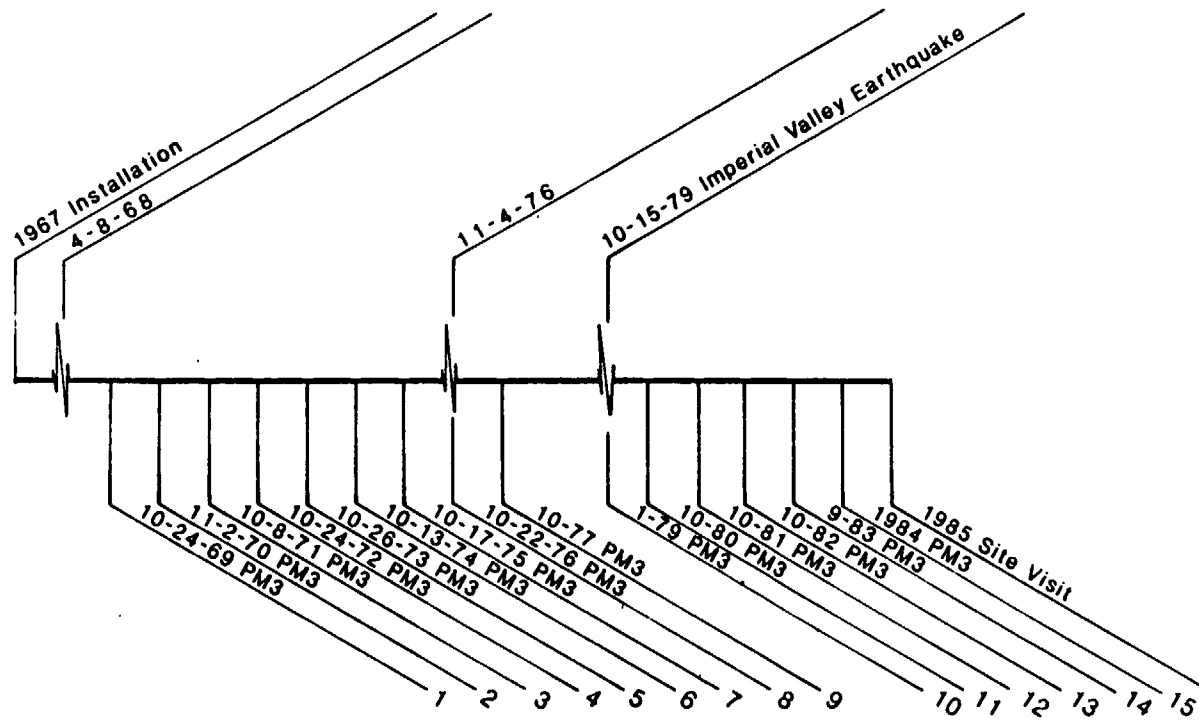 1967 Installation
4-8-68
11-4-76
10-15-79 Imperial Valley Earthquake
10-24-69 PM3
11-2-70 PM3
10-8-71 PM3
10-24-72 PM3
10-26-73 PM3
10-13-74 PM3
10-17-75 PM3
10-22-76 PM3
10-77 PM3
1-79 PM3
10-80 PM3
10-81 PM3
10-82 PM3
9-83 PM3
1984 PM3
1985 Site Visit
1
2
3
4
5
6
7
8
9
10
11
12
13
14
15